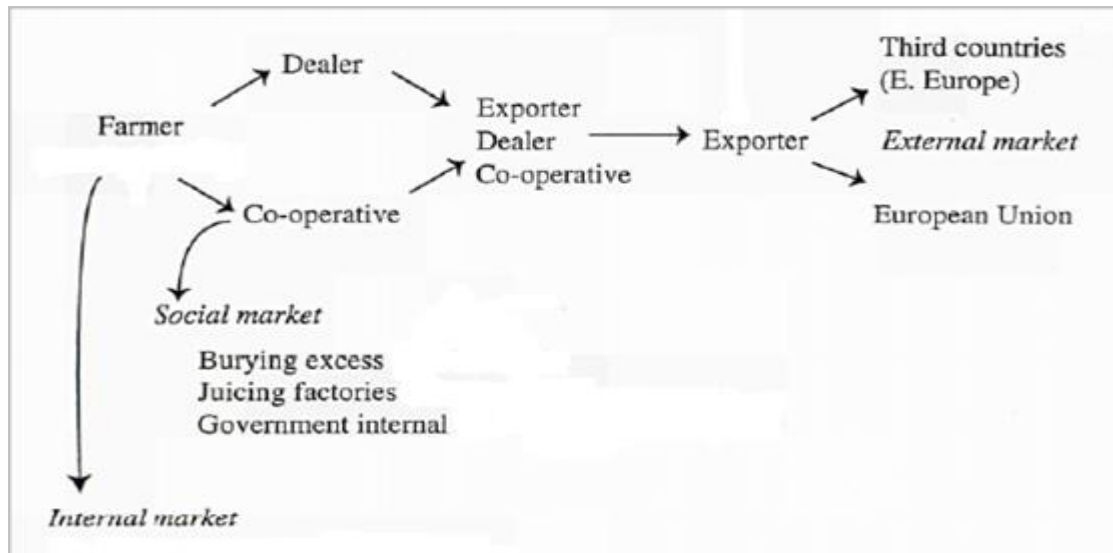 Third countries
(E. Europe)
Dealer
Exporter
Farmer
Dealer
Exporter
External market
Co-operative
Co-operative
European Union
Social market
Burying excess
Juicing factories
Government internal
Internal market